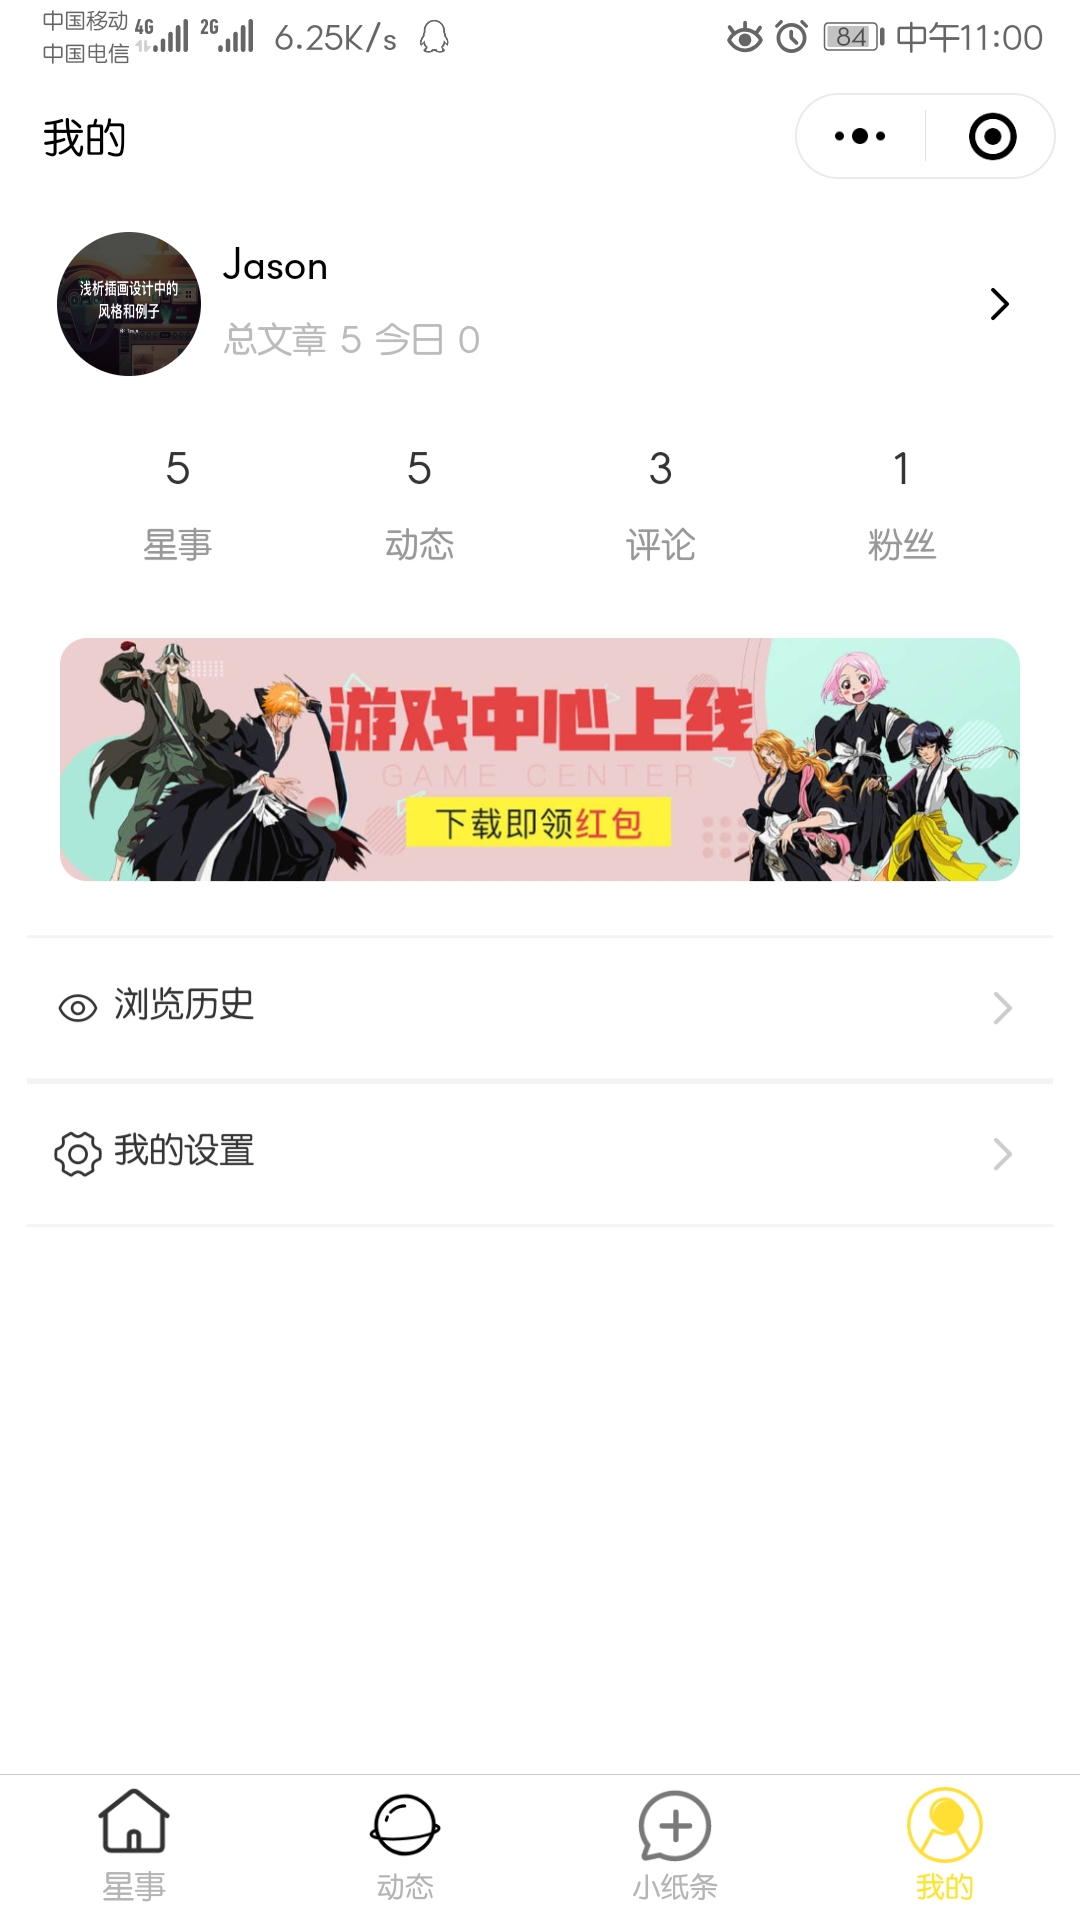 中国移动 4G 2G 6.25K/s 84 中午11:00
中国电信
我的
浅析插画设计中的
风格和例子
Jason
总文章 5 今日 0
5 5 3 1
星事 动态 评论 粉丝
游戏中心上线
GAME CENTER
下载即领红包
浏览历史
我的设置
星事 动态 小纸条 我的